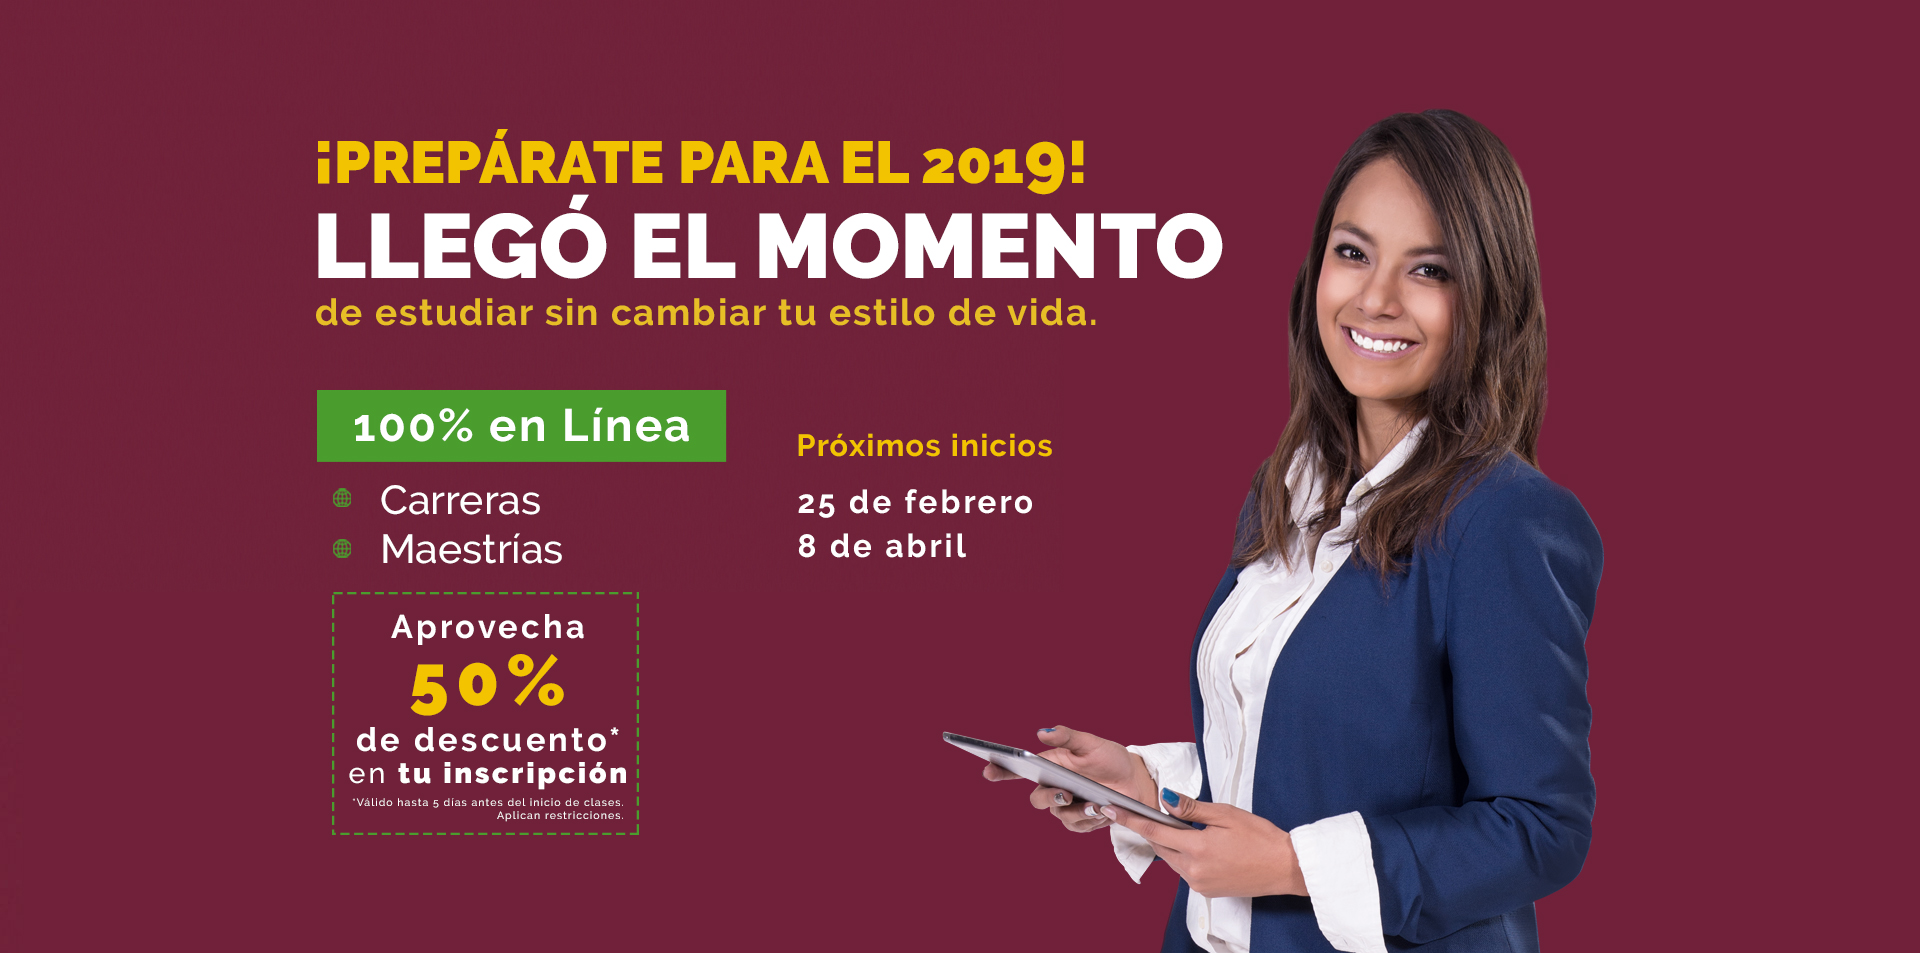 ¡PREPÁRATE PARA EL 2019!
LLEGÓ EL MOMENTO
de estudiar sin cambiar tu estilo de vida.
100% en Línea
Carreras
Maestrías
Próximos inicios
25 de febrero
8 de abril
Aprovecha
50%
de descuento*
en tu inscripción
*Válido hasta 5 días antes del inicio de clases.
Aplican restricciones.